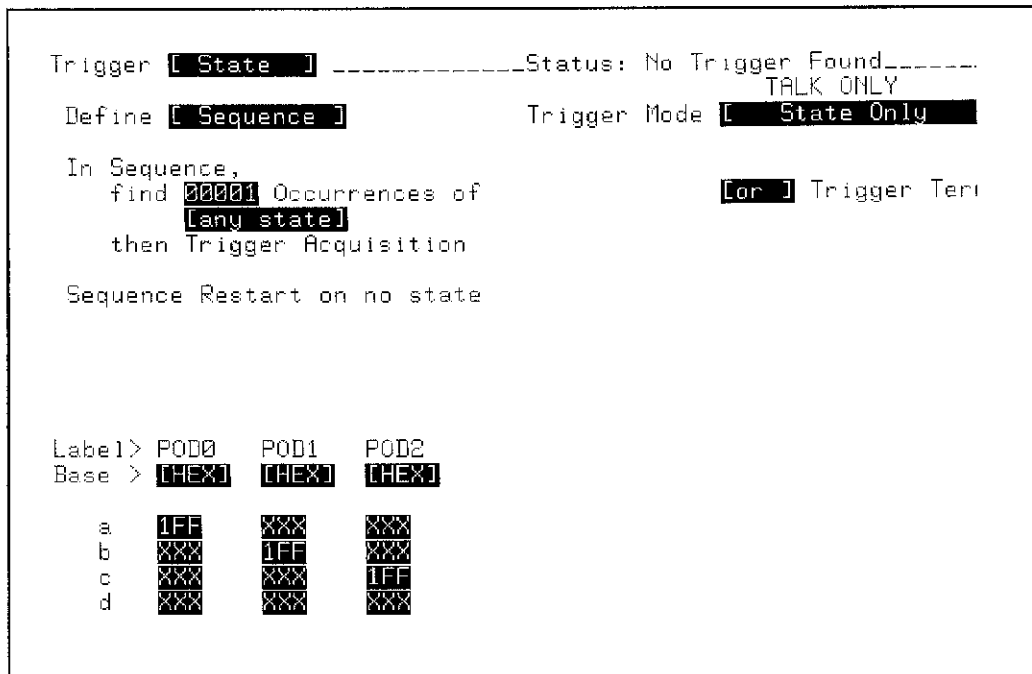 Trigger [ State ] _____________Status: No Trigger Found______.
TALK ONLY
Define [ Sequence ] Trigger Mode [ State Only
In Sequence,
find 00001 Occurrences of [or ] Trigger Ter
[any state]
then Trigger Acquisition
Sequence Restart on no state
Label> POD0 POD1 POD2
Base > [HEX] [HEX] [HEX]
a 1FF XXX XXX
b XXX 1FF XXX
c XXX XXX 1FF
d XXX XXX XXX